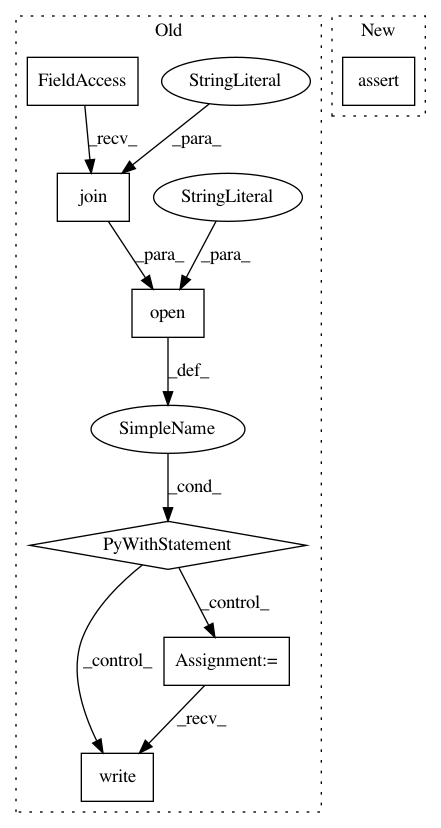 Old
New
FieldAccess
StringLiteral
assert
_recv_
_para_
join
StringLiteral
_para_
_para_
open
_def_
SimpleName
_cond_
PyWithStatement
_control_
_control_
Assignment:=
_recv_
write